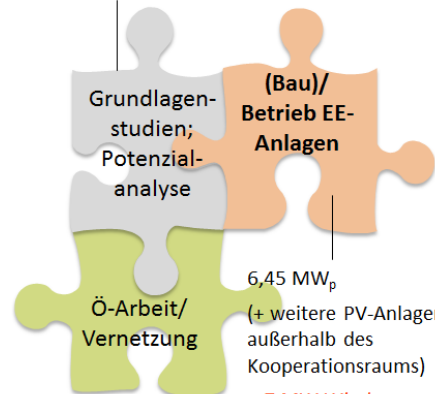 Grundlagen-
studien;
Potenzial-
analyse
(Bau)/
Betrieb EE-
Anlagen
Ö-Arbeit/
Vernetzung
6,45 MWp
(+ weitere PV-Anlagen
außerhalb des
Kooperationsraums)